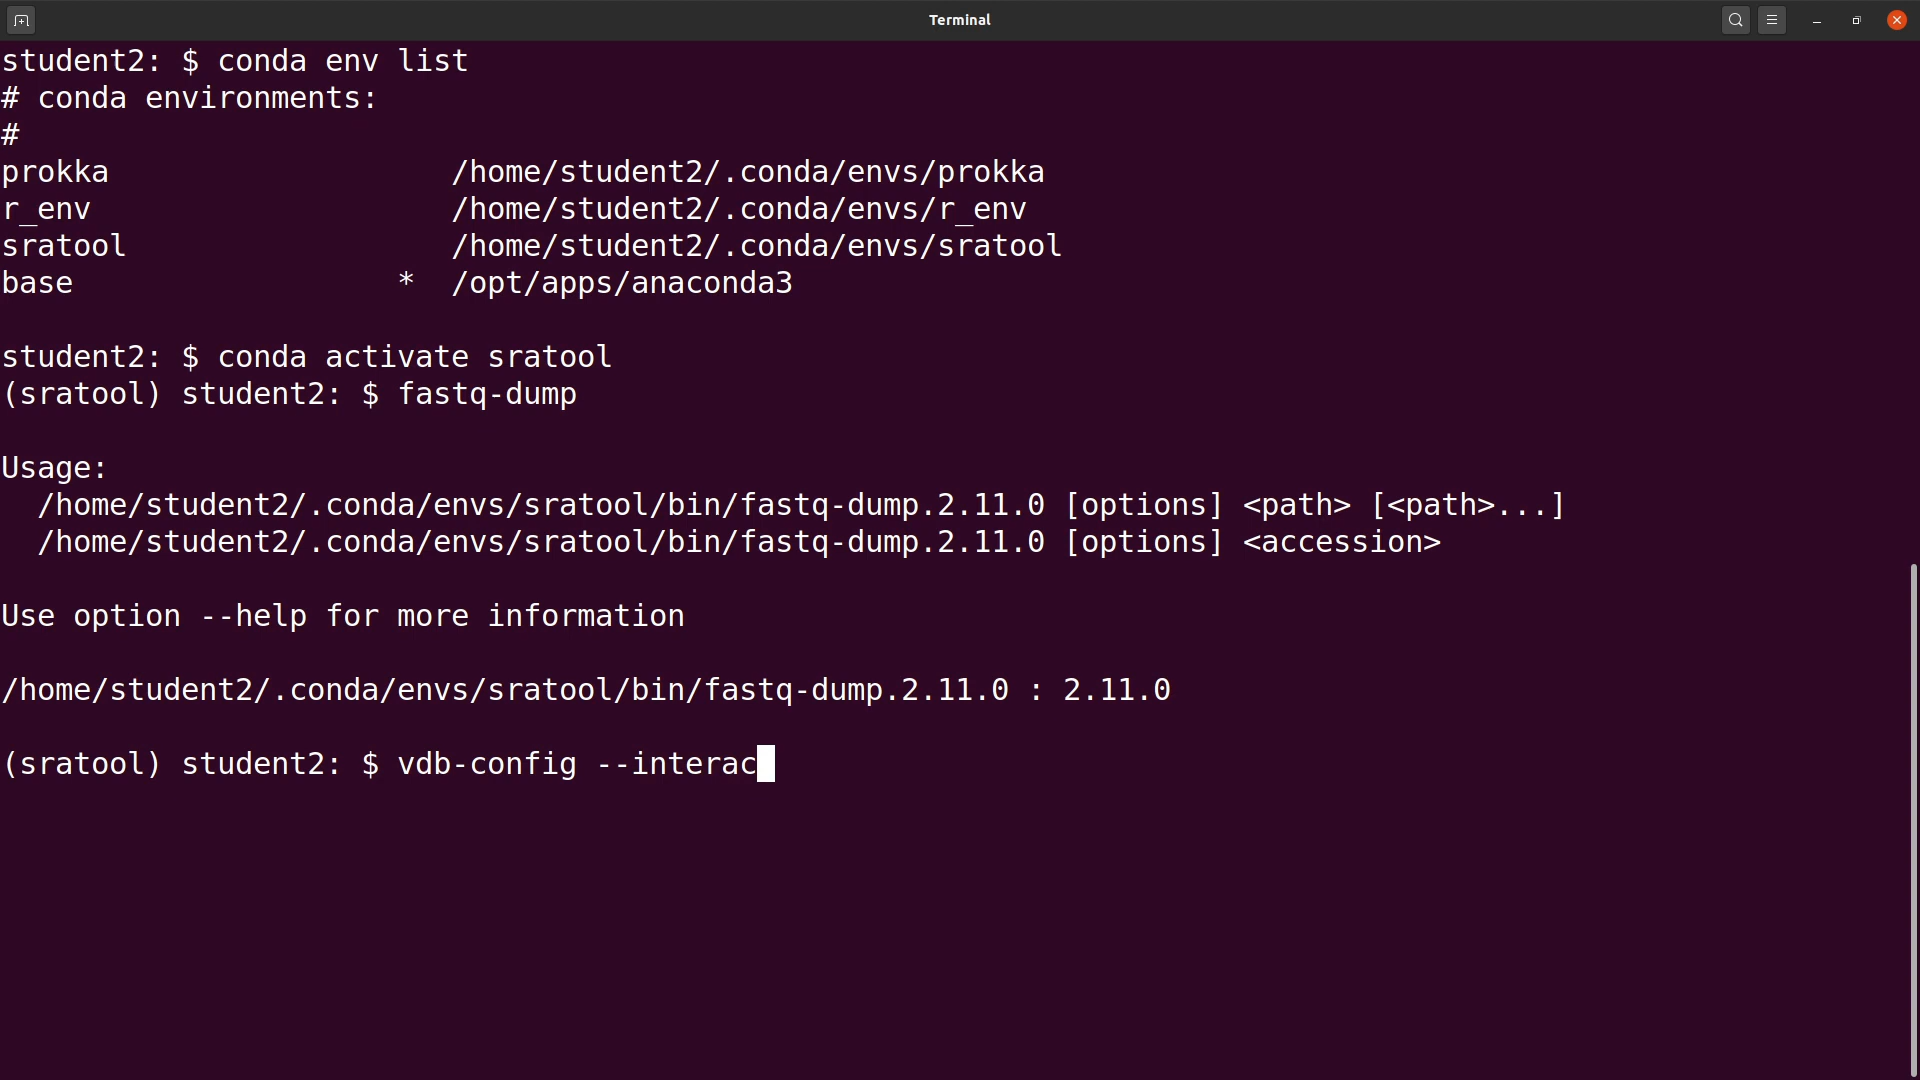 Terminal
student2: $ conda env list
# conda environments:
#
prokka                   /home/student2/.conda/envs/prokka
r_env                    /home/student2/.conda/envs/r_env
sratool                  /home/student2/.conda/envs/sratool
base                  *  /opt/apps/anaconda3
student2: $ conda activate sratool
(sratool) student2: $ fastq-dump
Usage:
  /home/student2/.conda/envs/sratool/bin/fastq-dump.2.11.0 [options] <path> [<path>...]
  /home/student2/.conda/envs/sratool/bin/fastq-dump.2.11.0 [options] <accession>
Use option --help for more information
/home/student2/.conda/envs/sratool/bin/fastq-dump.2.11.0 : 2.11.0
(sratool) student2: $ vdb-config --interac